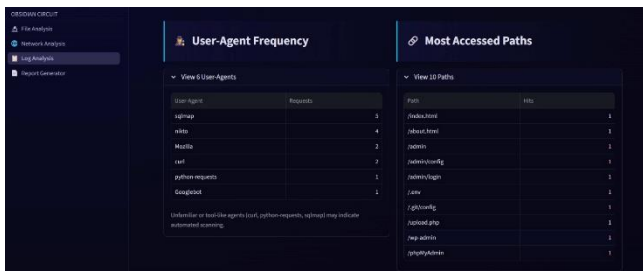 OBSIDIAN CIRCUIT
File Analysis
Network Analysis
Log Analysis
Report Generator
User-Agent Frequency
View 6 User-Agents
User-Agent Requests
sqlmap 5
nikto 4
Mozilla 2
curl 2
python-requests 1
Googlebot 1
Unfamiliar or tool-like agents (curl, python-requests, sqlmap) may indicate
automated scanning.
Most Accessed Paths
View 10 Paths
Path Hits
/index.html 1
/about.html 1
/admin 1
/admin/config 1
/admin/login 1
/.env 1
/.git/config 1
/upload.php 1
/wp-admin 1
/phpMyAdmin 1